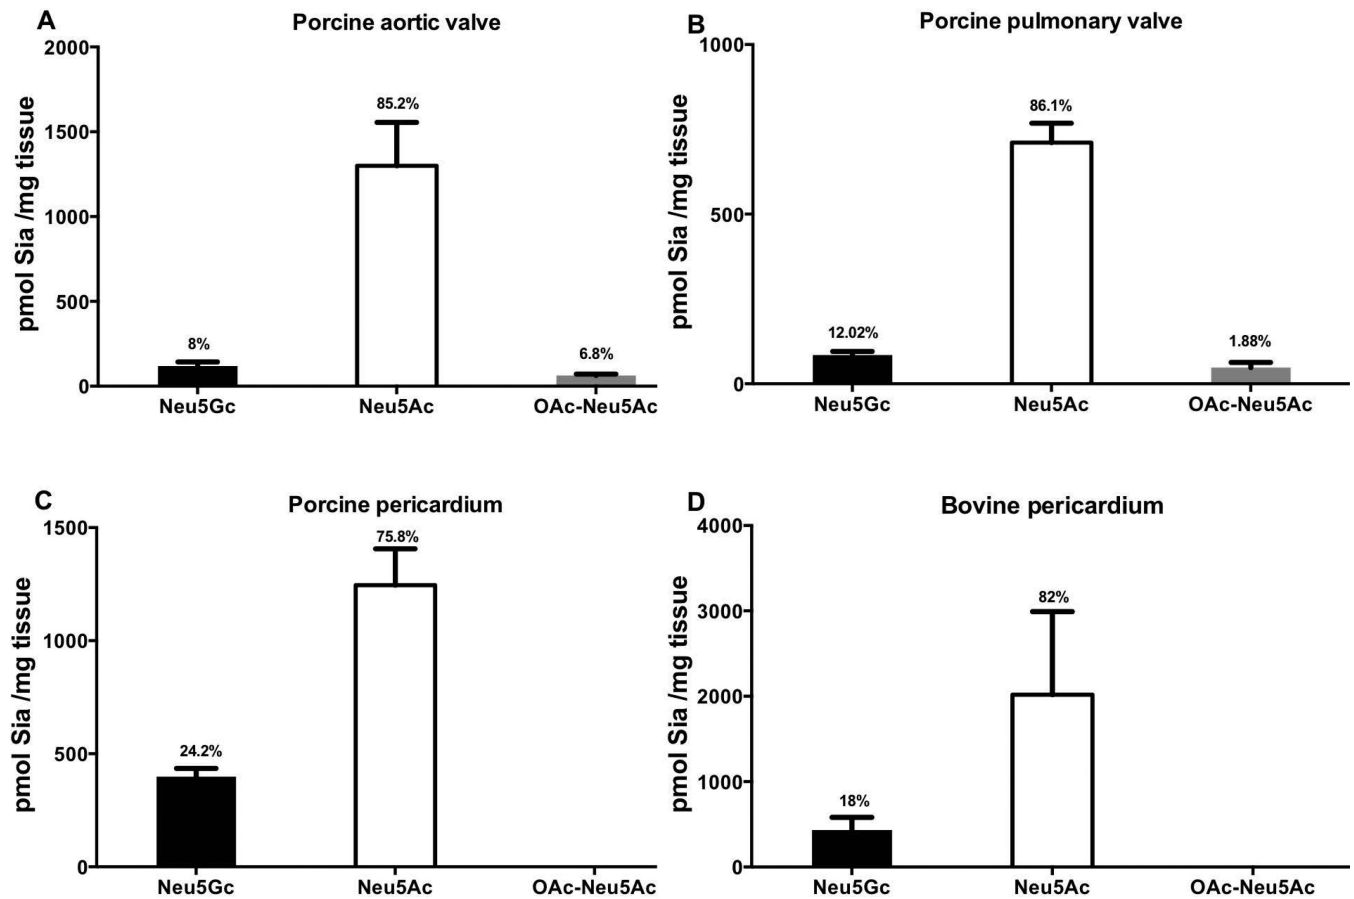 A
Porcine aortic valve
pmol Sia /mg tissue
2000
1500
1000
500
0
8%
85.2%
6.8%
Neu5Gc
Neu5Ac
OAc-Neu5Ac
B
Porcine pulmonary valve
pmol Sia /mg tissue
1000
500
0
12.02%
86.1%
1.88%
Neu5Gc
Neu5Ac
OAc-Neu5Ac
C
Porcine pericardium
pmol Sia /mg tissue
1500
1000
500
0
24.2%
75.8%
Neu5Gc
Neu5Ac
OAc-Neu5Ac
D
Bovine pericardium
pmol Sia /mg tissue
4000
3000
2000
1000
0
18%
82%
Neu5Gc
Neu5Ac
OAc-Neu5Ac